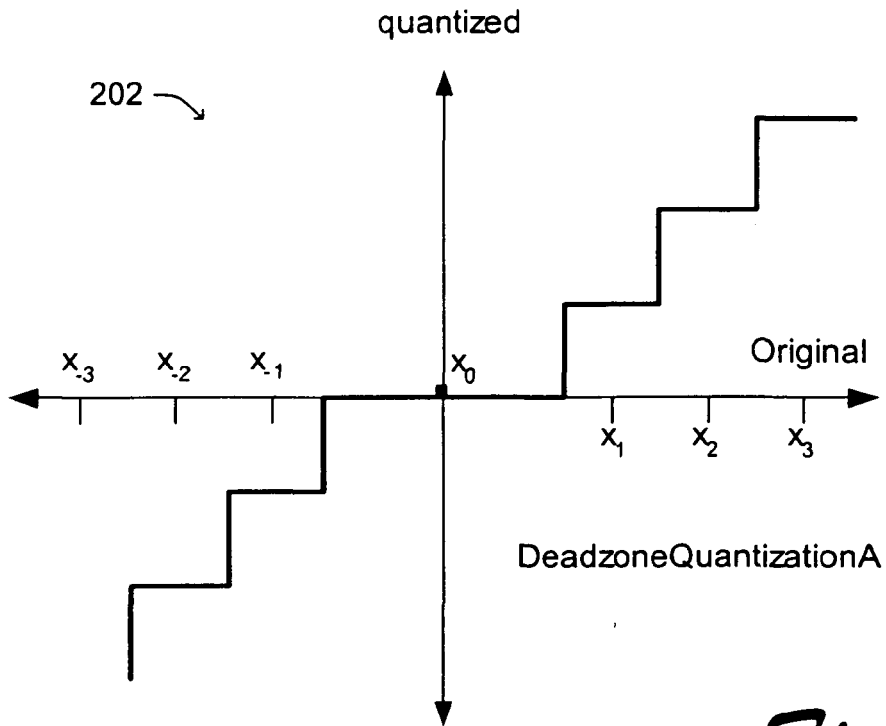 quantized
202
x-3 x-2 x-1 x0
Original
x1 x2 x3
DeadzoneQuantizationA